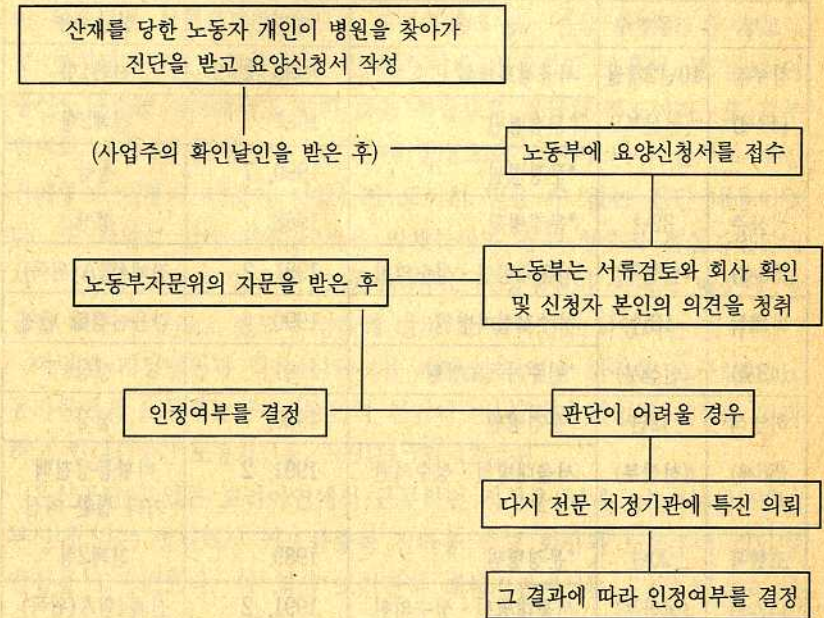 산재를 당한 노동자 개인이 병원을 찾아가
진단을 받고 요양신청서 작성
(사업주의 확인날인을 받은 후)
노동부에 요양신청서를 접수
노동부는 서류검토와 회사 확인
및 신청자 본인의 의견을 청취
노동부자문위의 자문을 받은 후
인정여부를 결정
판단이 어려울 경우
다시 전문 지정기관에 특진 의뢰
그 결과에 따라 인정여부를 결정